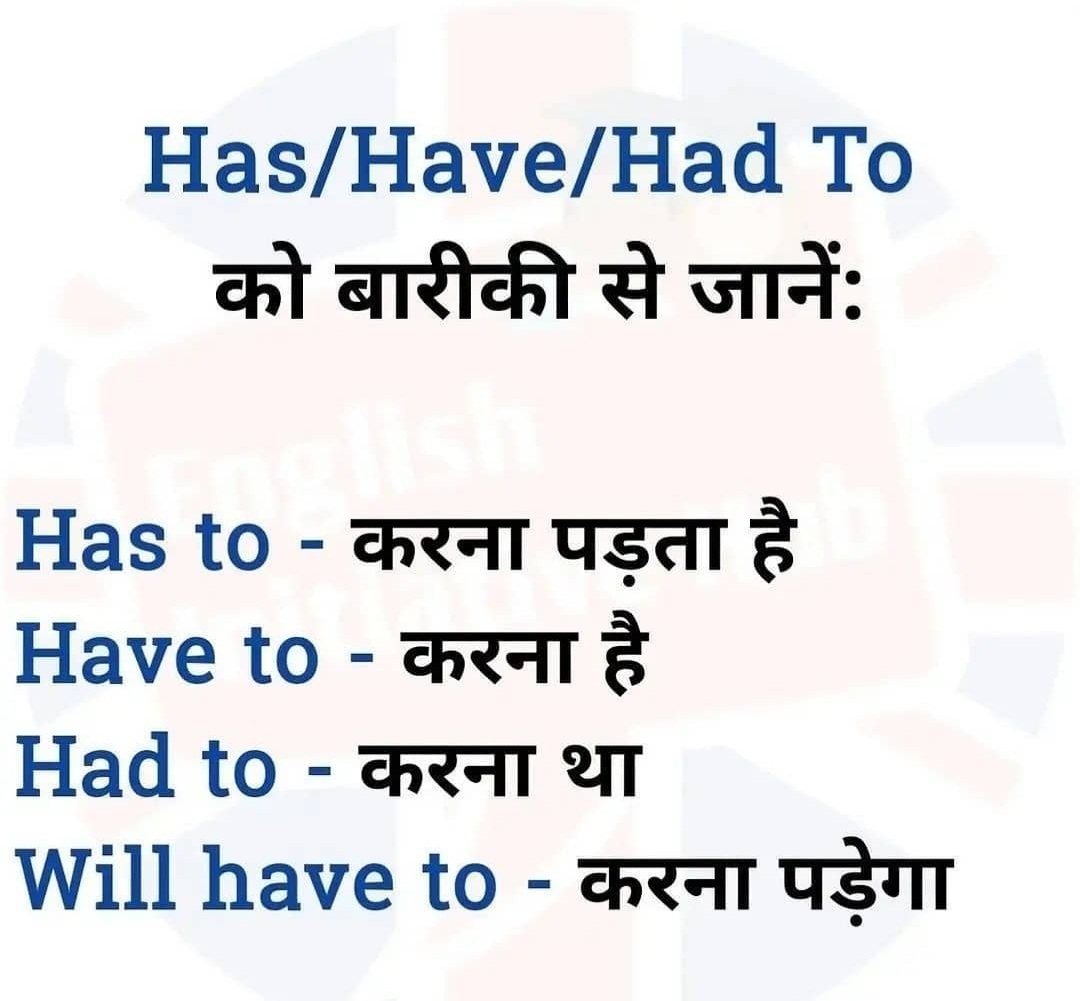 Has/Have/Had To
को बारीकी से जानें:
English
Has to - करना पड़ता है
Have to - करना है
Had to - करना था
Will have to - करना पड़ेगा